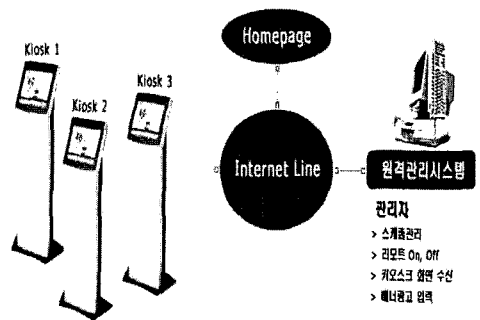 Kiosk 1
Kiosk 2
Kiosk 3
Homepage
Internet Line
원격관리시스템
관리자
> 스케줄관리
> 리모트 On, Off
> 키오스크 화면 수신
> 배너광고 입력